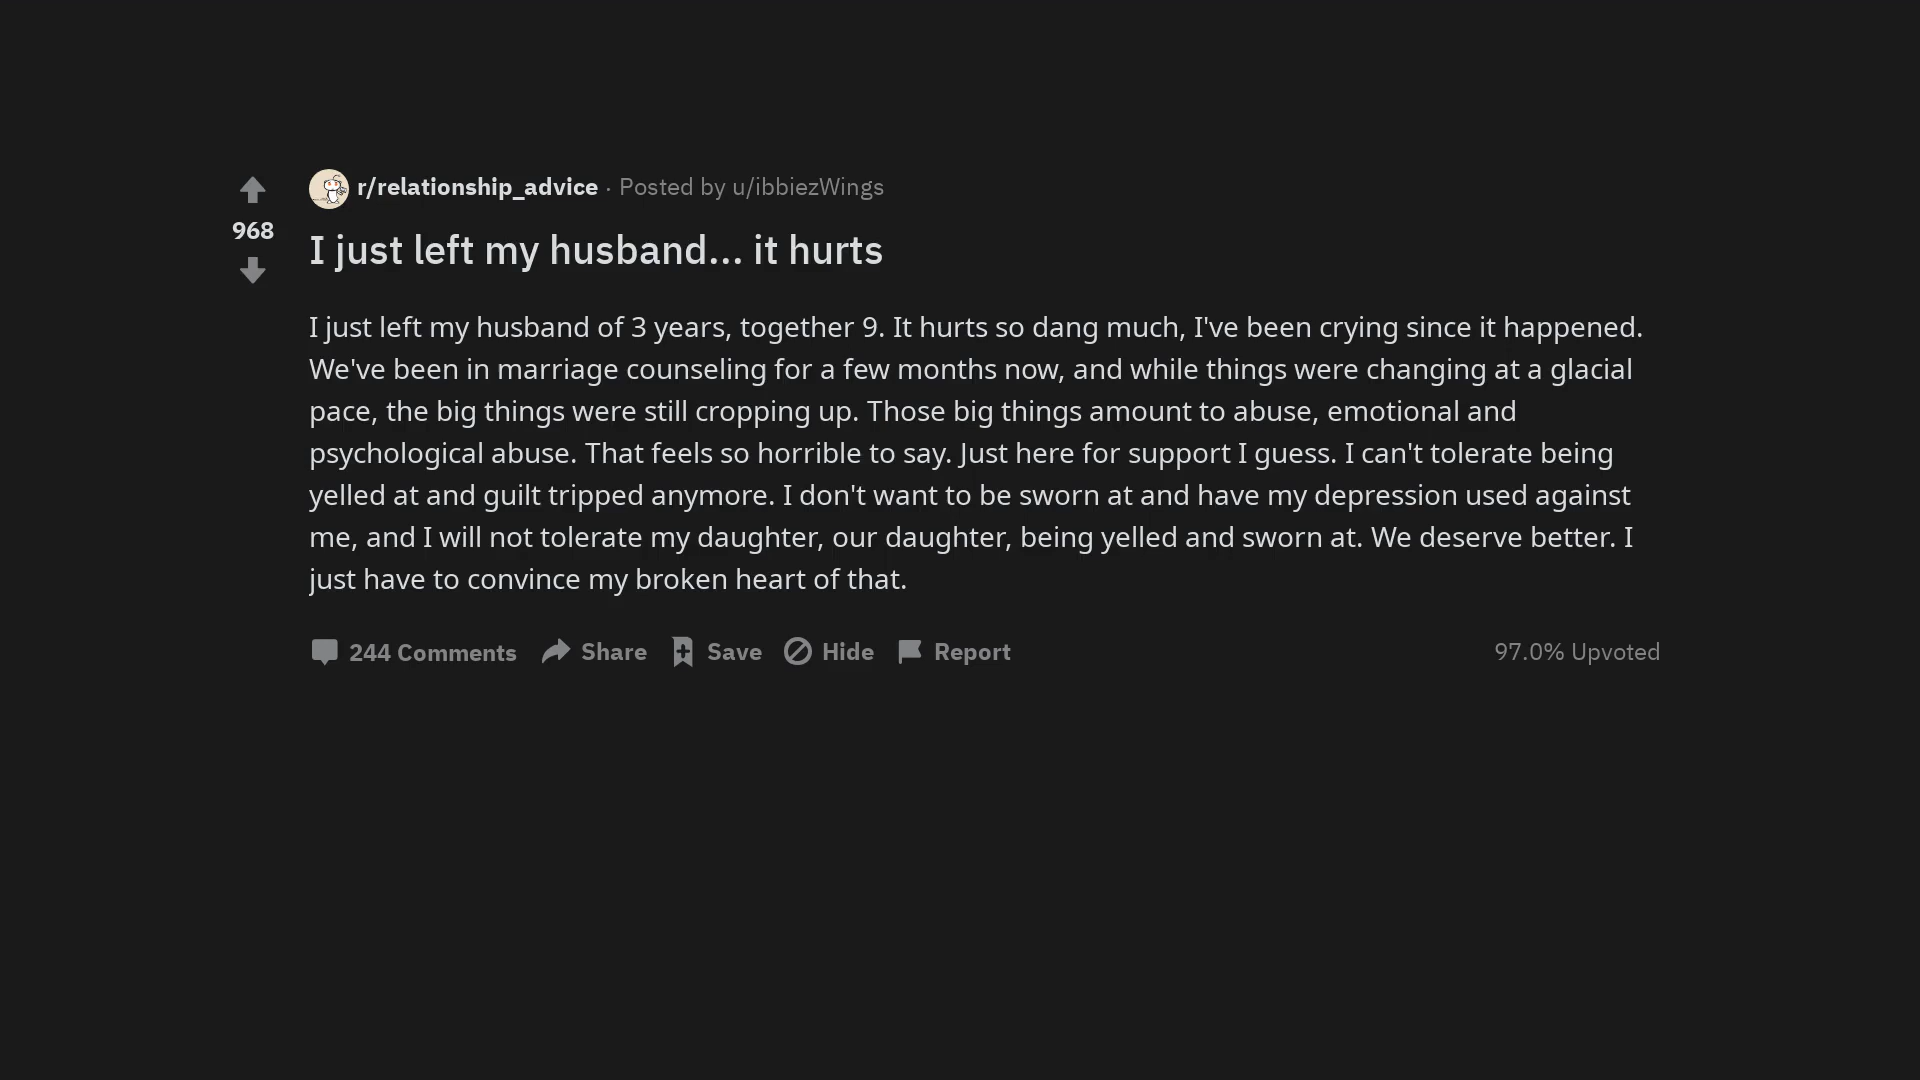 r/relationship_advice · Posted by u/ibbiezWings
968
I just left my husband... it hurts
I just left my husband of 3 years, together 9. It hurts so dang much, I've been crying since it happened.
We've been in marriage counseling for a few months now, and while things were changing at a glacial
pace, the big things were still cropping up. Those big things amount to abuse, emotional and
psychological abuse. That feels so horrible to say. Just here for support I guess. I can't tolerate being
yelled at and guilt tripped anymore. I don't want to be sworn at and have my depression used against
me, and I will not tolerate my daughter, our daughter, being yelled and sworn at. We deserve better. I
just have to convince my broken heart of that.
244 Comments Share Save Hide Report 97.0% Upvoted